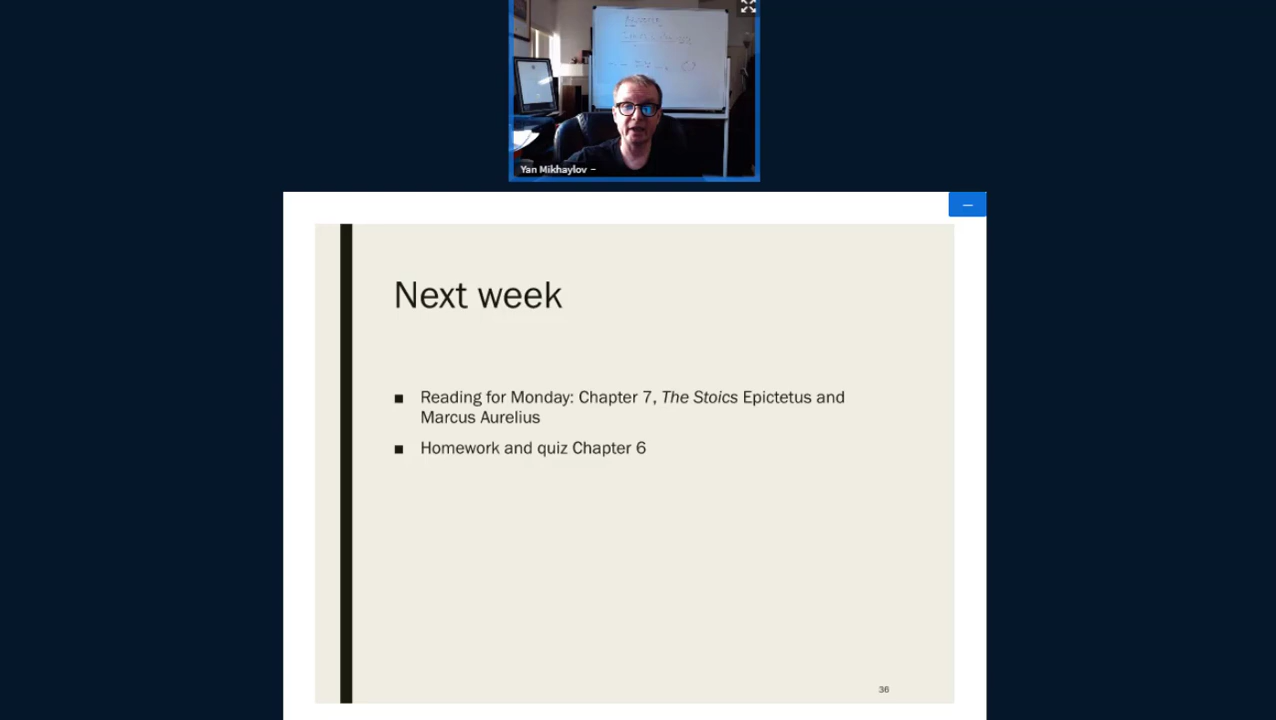 Yan Mikhaylov
Next week
■ Reading for Monday: Chapter 7, The Stoics Epictetus and
Marcus Aurelius
■ Homework and quiz Chapter 6
36